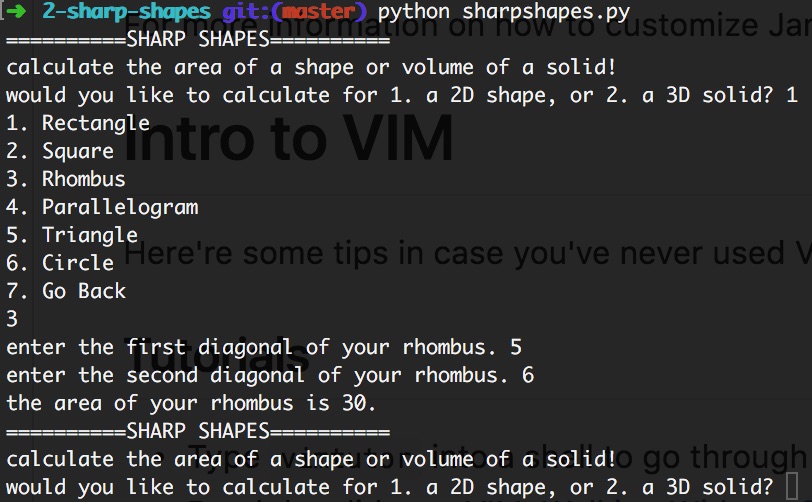 ➜ 2-sharp-shapes git:(master) python sharpshapes.py
For more information on how to customize Jan
==========SHARP SHAPES==========
calculate the area of a shape or volume of a solid!
would you like to calculate for 1. a 2D shape, or 2. a 3D solid? 1
1. Rectangle
Intro to VIM
2. Square
3. Rhombus
4. Parallelogram
5. Triangle
Here're some tips in case you've never used V
6. Circle
7. Go Back
3
enter the first diagonal of your rhombus. 5
Tutorials
enter the second diagonal of your rhombus. 6
the area of your rhombus is 30.
==========SHARP SHAPES==========
calculate the area of a shape or volume of a solid!
Type vimtutor into a shell to go through
would you like to calculate for 1. a 2D shape, or 2. a 3D solid?